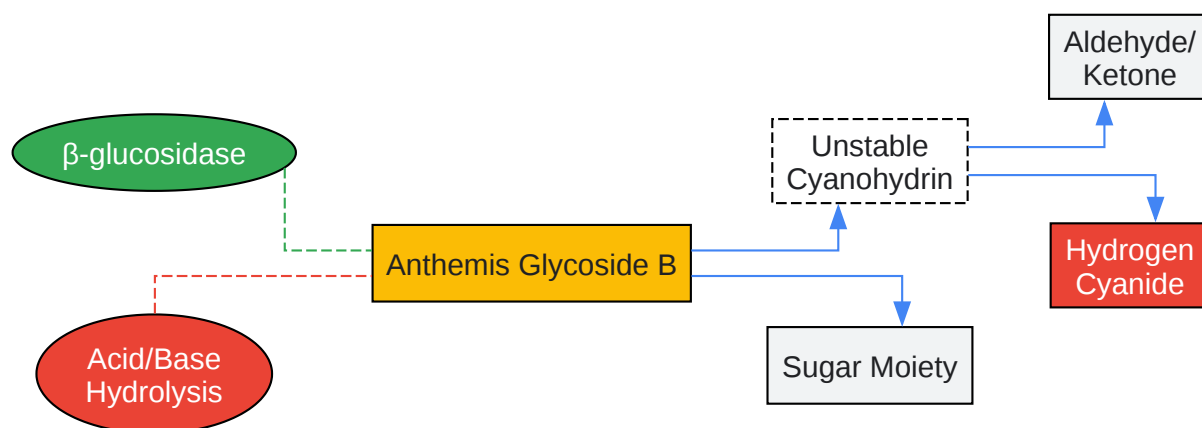 Aldehyde/
Ketone
β-glucosidase
Unstable
Cyanohydrin
Anthemis Glycoside B
Hydrogen
Cyanide
Acid/Base
Hydrolysis
Sugar Moiety